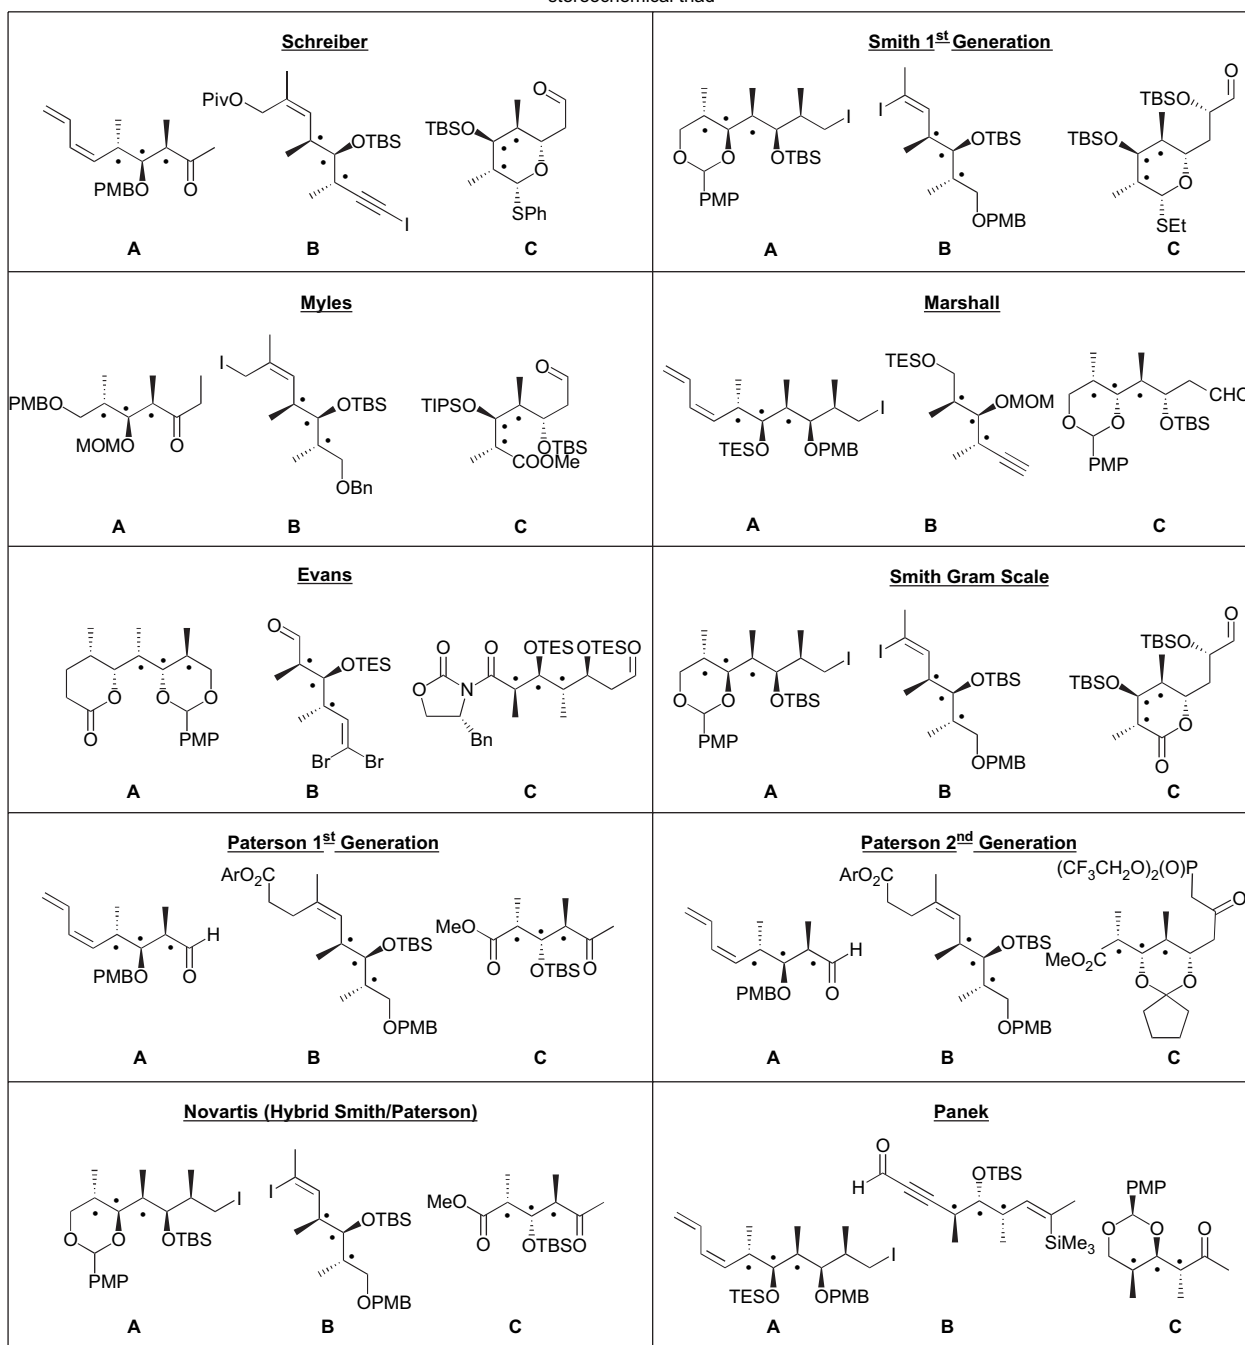 stereochemical triad
Schreiber
PivO
OTBS
I
PMBO
O
A
B
TBSO
O
O
SPh
C
Smith 1st Generation
O
O
PMP
OTBS
I
A
I
OTBS
OPMB
B
TBSO
O
TBSO
O
SEt
C
Myles
PMBO
MOMO
O
A
I
OTBS
OBn
B
O
TIPSO
OTBS
COOMe
C
Marshall
TESO
OPMB
I
A
TESO
OMOM
B
O
O
PMP
OTBS
CHO
C
Evans
O
O
O
O
PMP
A
O
OTES
Br
Br
B
O
O
O
N
Bn
OTES
OTES
O
C
Smith Gram Scale
O
O
PMP
OTBS
I
A
I
OTBS
OPMB
B
TBSO
O
TBSO
O
O
C
Paterson 1st Generation
PMBO
O
H
A
ArO2C
OTBS
OPMB
B
MeO
O
OTBS
O
C
Paterson 2nd Generation
PMBO
O
H
A
ArO2C
OTBS
OPMB
B
(CF3CH2O)2(O)P
O
MeO2C
O
O
C
Novartis (Hybrid Smith/Paterson)
O
O
PMP
OTBS
I
A
I
OTBS
OPMB
B
MeO
O
OTBS
O
C
Panek
TESO
OPMB
I
A
O
H
OTBS
SiMe3
B
PMP
O
O
O
C